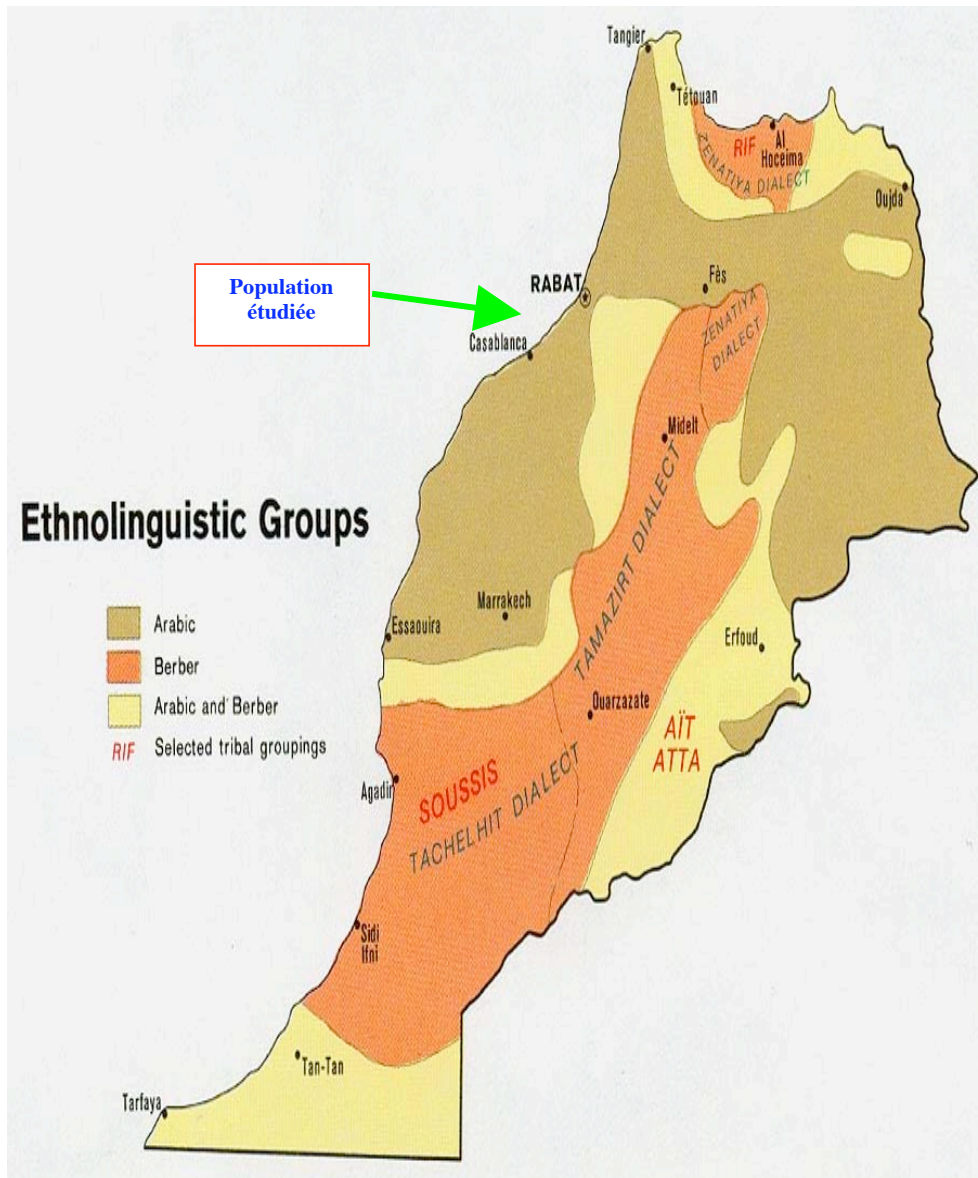 Tangier
Tétouan
RIF
Al
Hoceima
ZENATIYA DIALECT
Oujda
Population
étudiée
RABAT
Fès
ZENATIYA
DIALECT
Casablanca
Midelt
Ethnolinguistic Groups
TAMAZIRT DIALECT
Marrakech
Essaouira
Erfoud
Arabic
Berber
Arabic and Berber
RIF Selected tribal groupings
Ouarzazate
AÏT
ATTA
Agadir
SOUSSIS
TACHELHIT DIALECT
Sidi
Ifni
Tan-Tan
Tarfaya